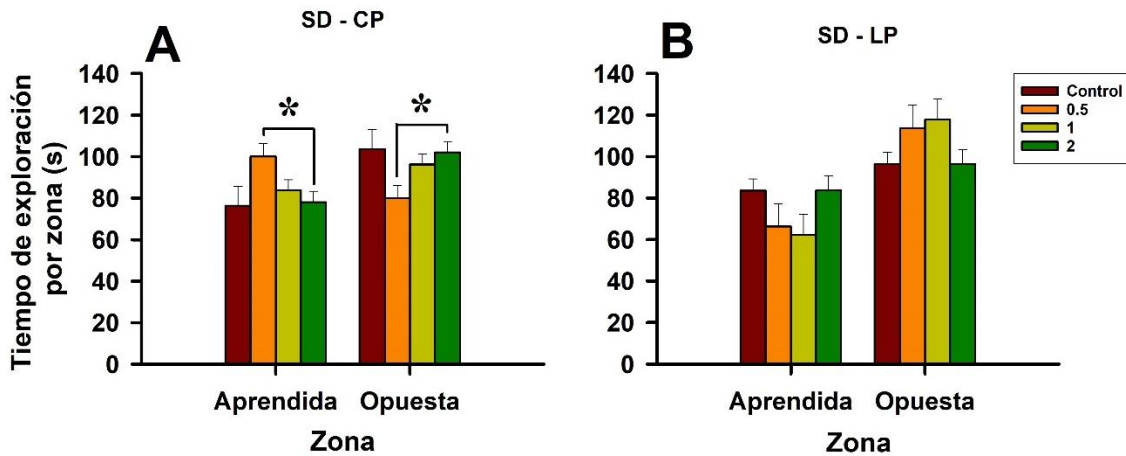 SD - CP
A
Tiempo de exploración
por zona (s)
140
120
100
80
60
40
20
0
*
*
Aprendida Opuesta
Zona
SD - LP
B
140
120
100
80
60
40
20
0
Aprendida Opuesta
Zona
Control
0.5
1
2